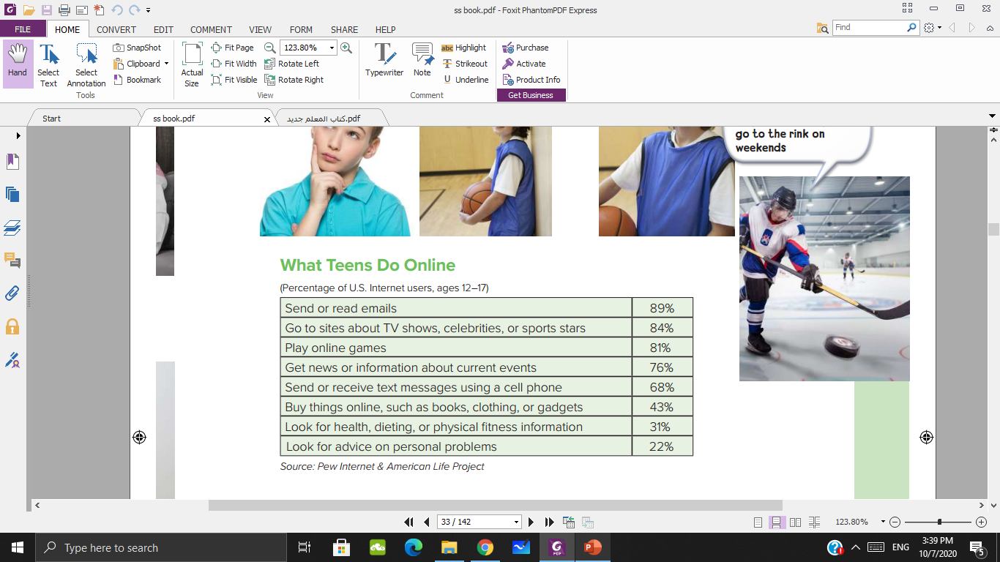 ss book.pdf - Foxit PhantomPDF Express
FILE
HOME
CONVERT
EDIT
COMMENT
VIEW
FORM
SHARE
HELP
Find
Hand
Select
Text
Select
Annotation
SnapShot
Clipboard
Bookmark
Tools
Actual
Size
Fit Page
Fit Width
Fit Visible
123.80%
Rotate Left
Rotate Right
View
Typewriter
Note
abc Highlight
T Strikeout
U Underline
Comment
Purchase
Activate
Product Info
Get Business
Start
ss book.pdf
كتاب المعلم جديد.pdf
go to the rink on
weekends
What Teens Do Online
(Percentage of U.S. Internet users, ages 12–17)
Send or read emails 89%
Go to sites about TV shows, celebrities, or sports stars 84%
Play online games 81%
Get news or information about current events 76%
Send or receive text messages using a cell phone 68%
Buy things online, such as books, clothing, or gadgets 43%
Look for health, dieting, or physical fitness information 31%
Look for advice on personal problems 22%
Source: Pew Internet & American Life Project
33 / 142
123.80%
Type here to search
PDF
P
ENG
3:39 PM
10/7/2020
5